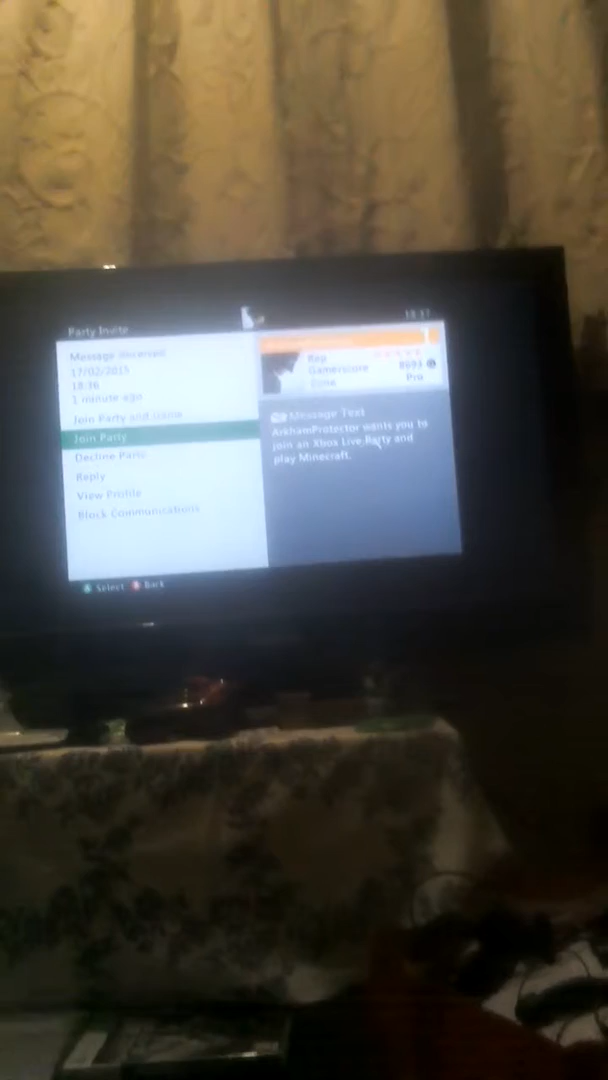 Party Invite
18:37
Message Received
17/02/2015
18:36
1 minute ago
Join Party and Game
Join Party
Decline Party
Reply
View Profile
Block Communications
Rep
Gamerscore
Zone
Pro
Message Text
ArkhamProtector wants you to
join an Xbox Live Party and
play Minecraft.
A Select B Back